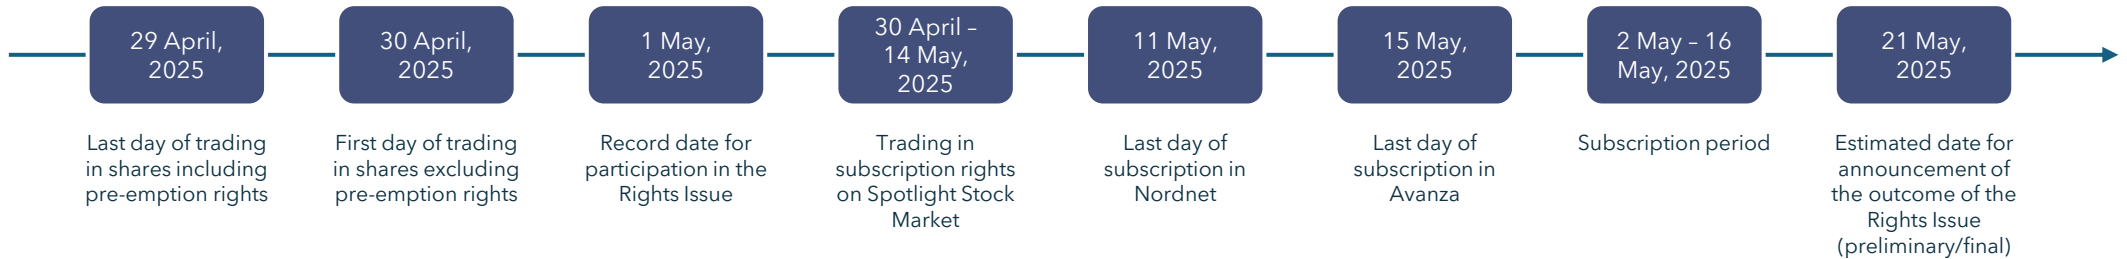 29 April,
2025
30 April,
2025
1 May,
2025
30 April –
14 May,
2025
11 May,
2025
15 May,
2025
2 May – 16
May, 2025
21 May,
2025
Last day of trading
in shares including
pre-emption rights
First day of trading
in shares excluding
pre-emption rights
Record date for
participation in the
Rights Issue
Trading in
subscription rights
on Spotlight Stock
Market
Last day of
subscription in
Nordnet
Last day of
subscription in
Avanza
Subscription period
Estimated date for
announcement of
the outcome of the
Rights Issue
(preliminary/final)